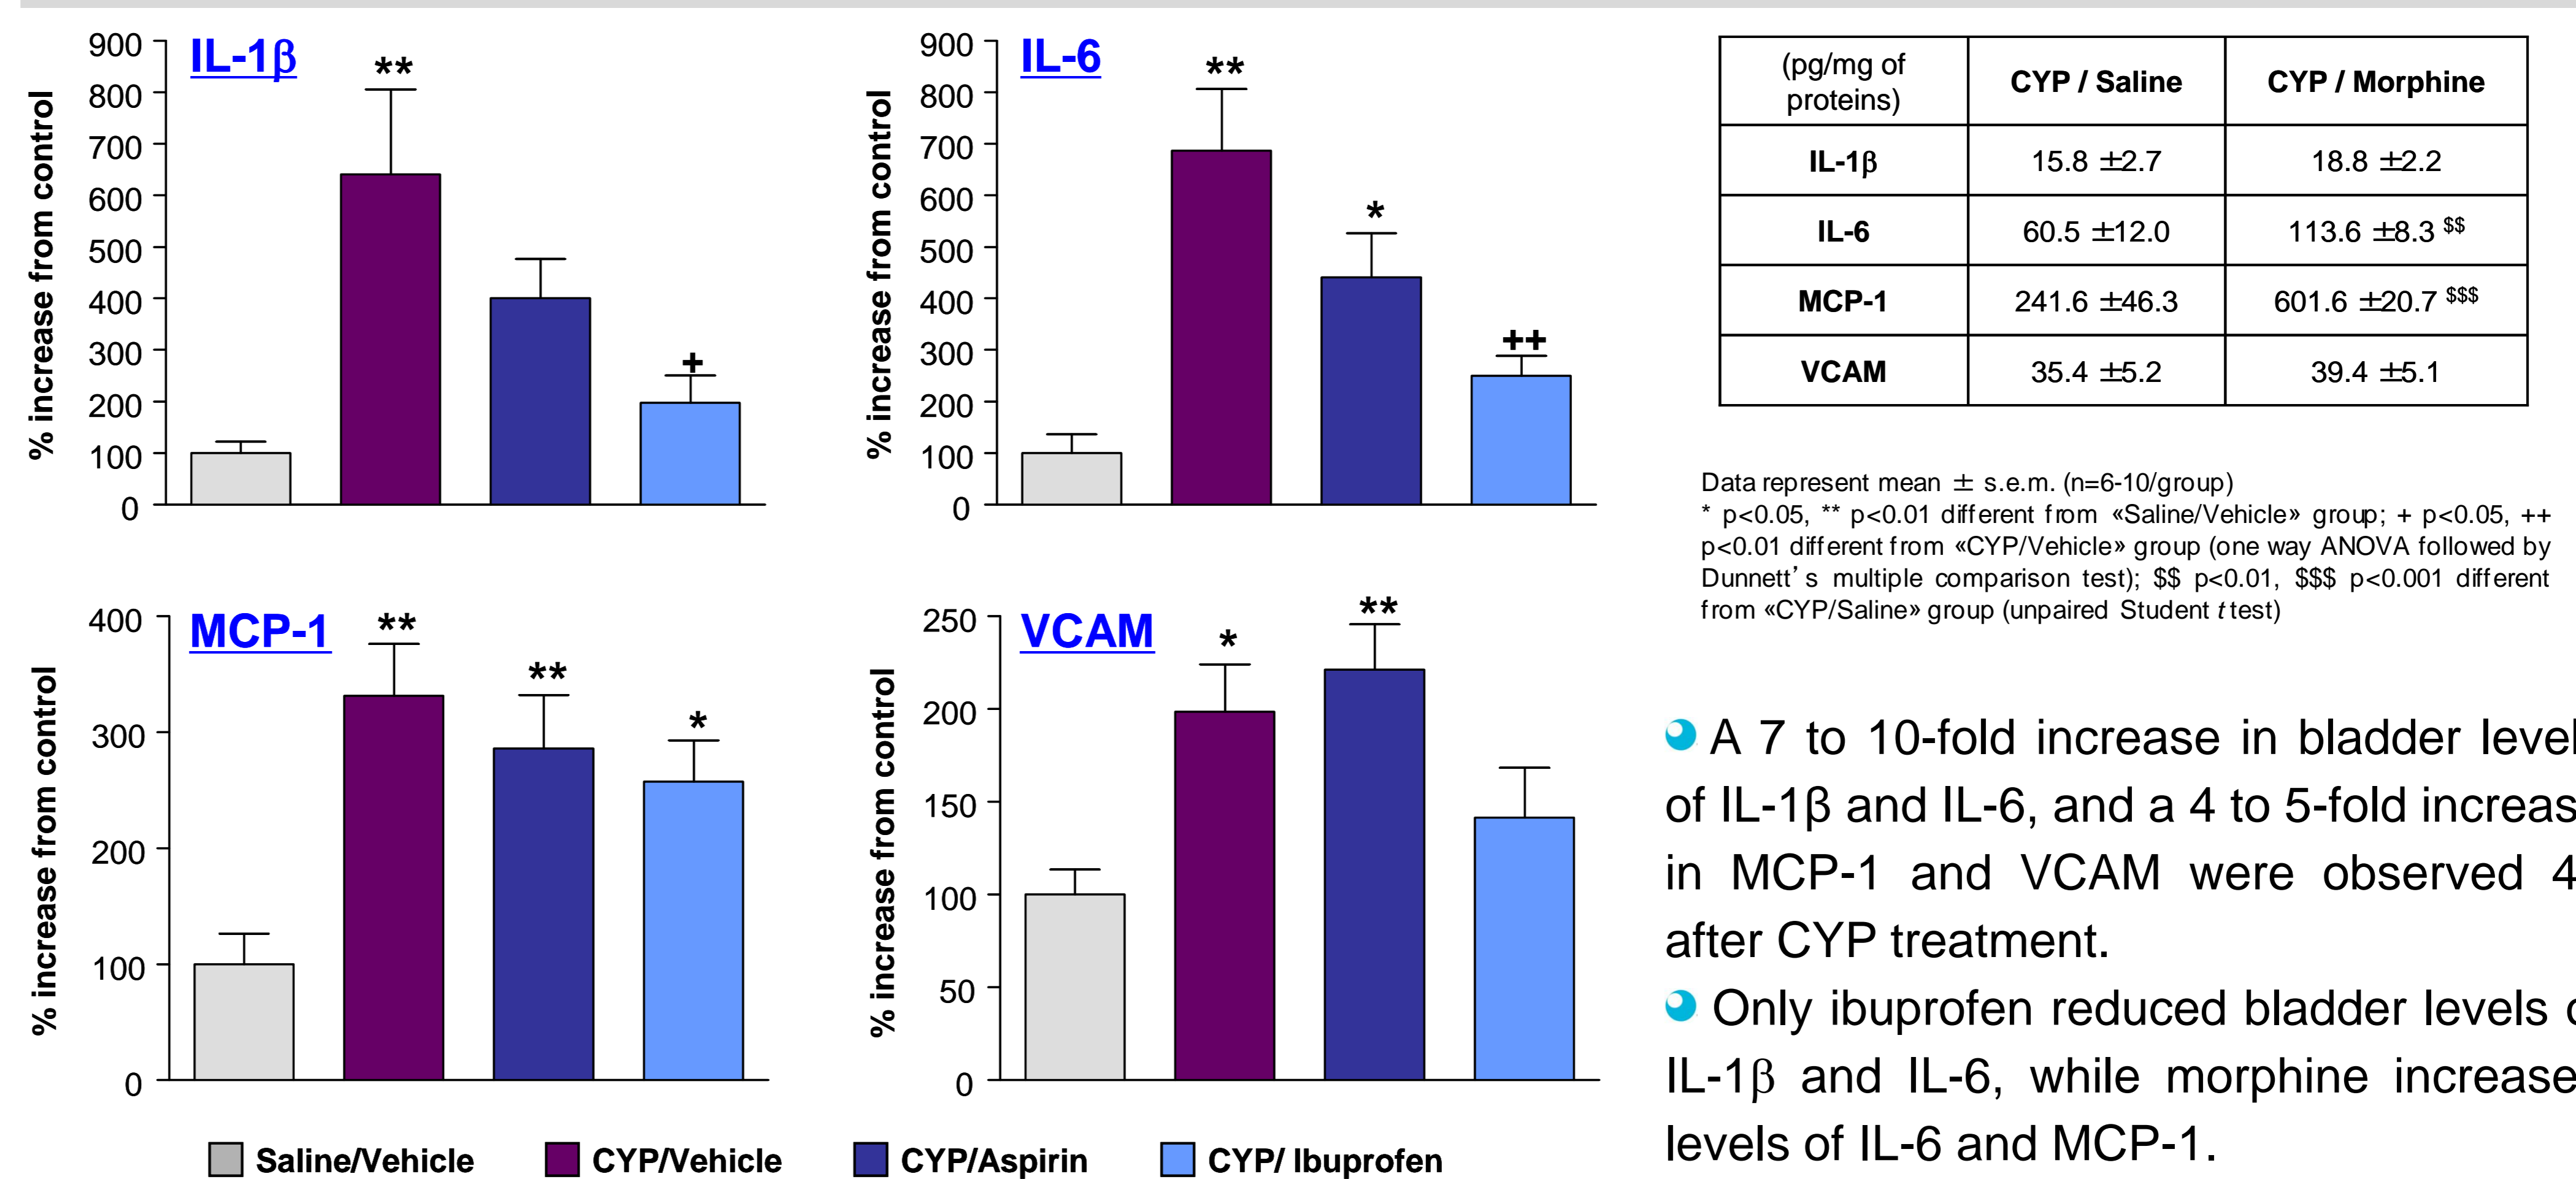 IL-1β
% increase from control
900
800
700
600
500
400
300
200
100
0
**
+
IL-6
% increase from control
900
800
700
600
500
400
300
200
100
0
**
*
++
(pg/mg of proteins) CYP / Saline CYP / Morphine
IL-1β 15.8 ±2.7 18.8 ±2.2
IL-6 60.5 ±12.0 113.6 ±8.3 $$
MCP-1 241.6 ±46.3 601.6 ±20.7 $$$
VCAM 35.4 ±5.2 39.4 ±5.1
Data represent mean ± s.e.m. (n=6-10/group)
* p<0.05, ** p<0.01 different from «Saline/Vehicle» group; + p<0.05, ++
p<0.01 different from «CYP/Vehicle» group (one way ANOVA followed by
Dunnett's multiple comparison test); $$ p<0.01, $$$ p<0.001 different
from «CYP/Saline» group (unpaired Student t test)
MCP-1
% increase from control
400
300
200
100
0
**
**
*
VCAM
% increase from control
250
200
150
100
50
0
*
**
A 7 to 10-fold increase in bladder level
of IL-1β and IL-6, and a 4 to 5-fold increas
in MCP-1 and VCAM were observed 4
after CYP treatment.
Only ibuprofen reduced bladder levels
IL-1β and IL-6, while morphine increase
levels of IL-6 and MCP-1.
Saline/Vehicle CYP/Vehicle CYP/Aspirin CYP/ Ibuprofen